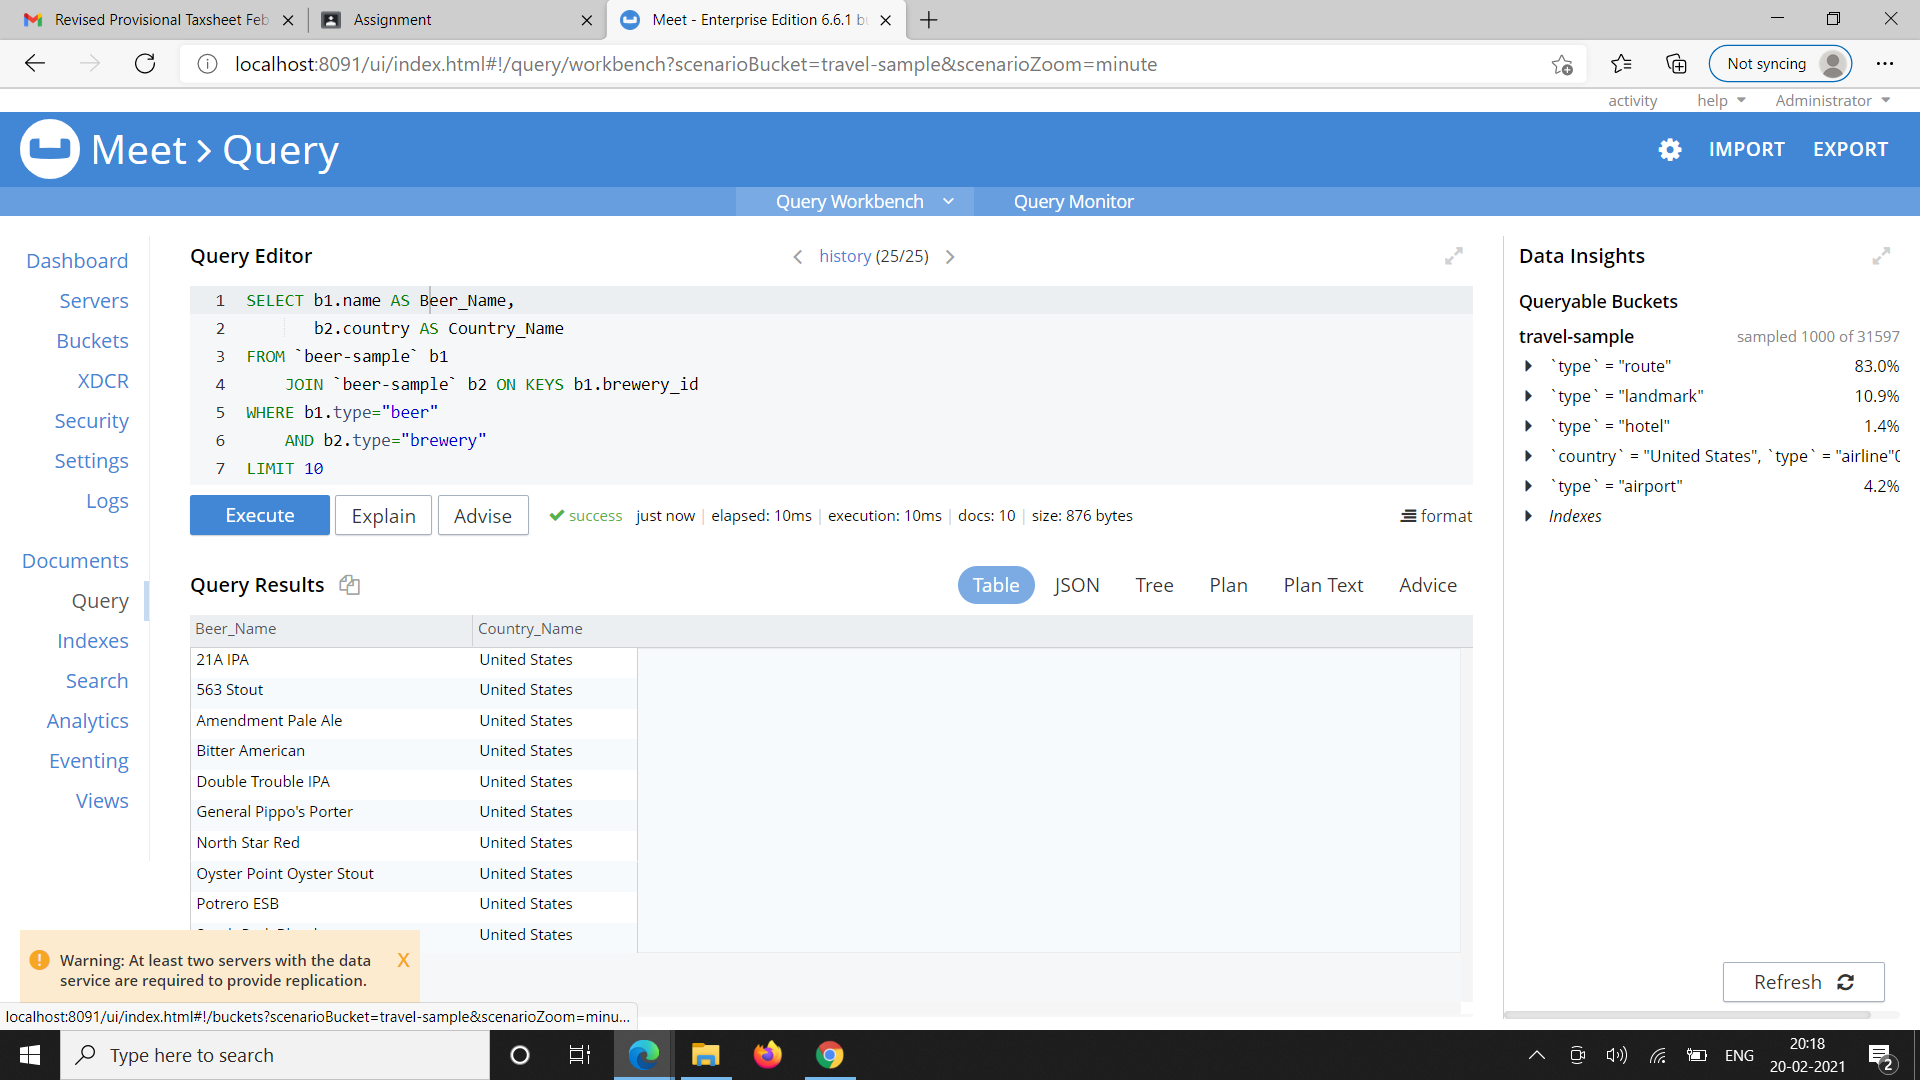 Revised Provisional Taxsheet Feb
Assignment
Meet - Enterprise Edition 6.6.1 b
localhost:8091/ui/index.html#!/query/workbench?scenarioBucket=travel-sample&scenarioZoom=minute
Not syncing
activity help Administrator
Meet > Query
IMPORT EXPORT
Query Workbench Query Monitor
Dashboard
Servers
Buckets
XDCR
Security
Settings
Logs
Documents
Query
Indexes
Search
Analytics
Eventing
Views
Query Editor
history (25/25)
1 SELECT b1.name AS Beer_Name,
2 b2.country AS Country_Name
3 FROM `beer-sample` b1
4 JOIN `beer-sample` b2 ON KEYS b1.brewery_id
5 WHERE b1.type="beer"
6 AND b2.type="brewery"
7 LIMIT 10
Execute Explain Advise success just now | elapsed: 10ms | execution: 10ms | docs: 10 | size: 876 bytes format
Query Results
Table JSON Tree Plan Plan Text Advice
Beer_Name Country_Name
21A IPA United States
563 Stout United States
Amendment Pale Ale United States
Bitter American United States
Double Trouble IPA United States
General Pippo's Porter United States
North Star Red United States
Oyster Point Oyster Stout United States
Potrero ESB United States
United States
Data Insights
Queryable Buckets
travel-sample sampled 1000 of 31597
`type` = "route" 83.0%
`type` = "landmark" 10.9%
`type` = "hotel" 1.4%
`country` = "United States", `type` = "airline"
`type` = "airport" 4.2%
Indexes
Refresh
Warning: At least two servers with the data X
service are required to provide replication.
localhost:8091/ui/index.html#!/buckets?scenarioBucket=travel-sample&scenarioZoom=minu...
Type here to search
ENG
20:18
20-02-2021
2